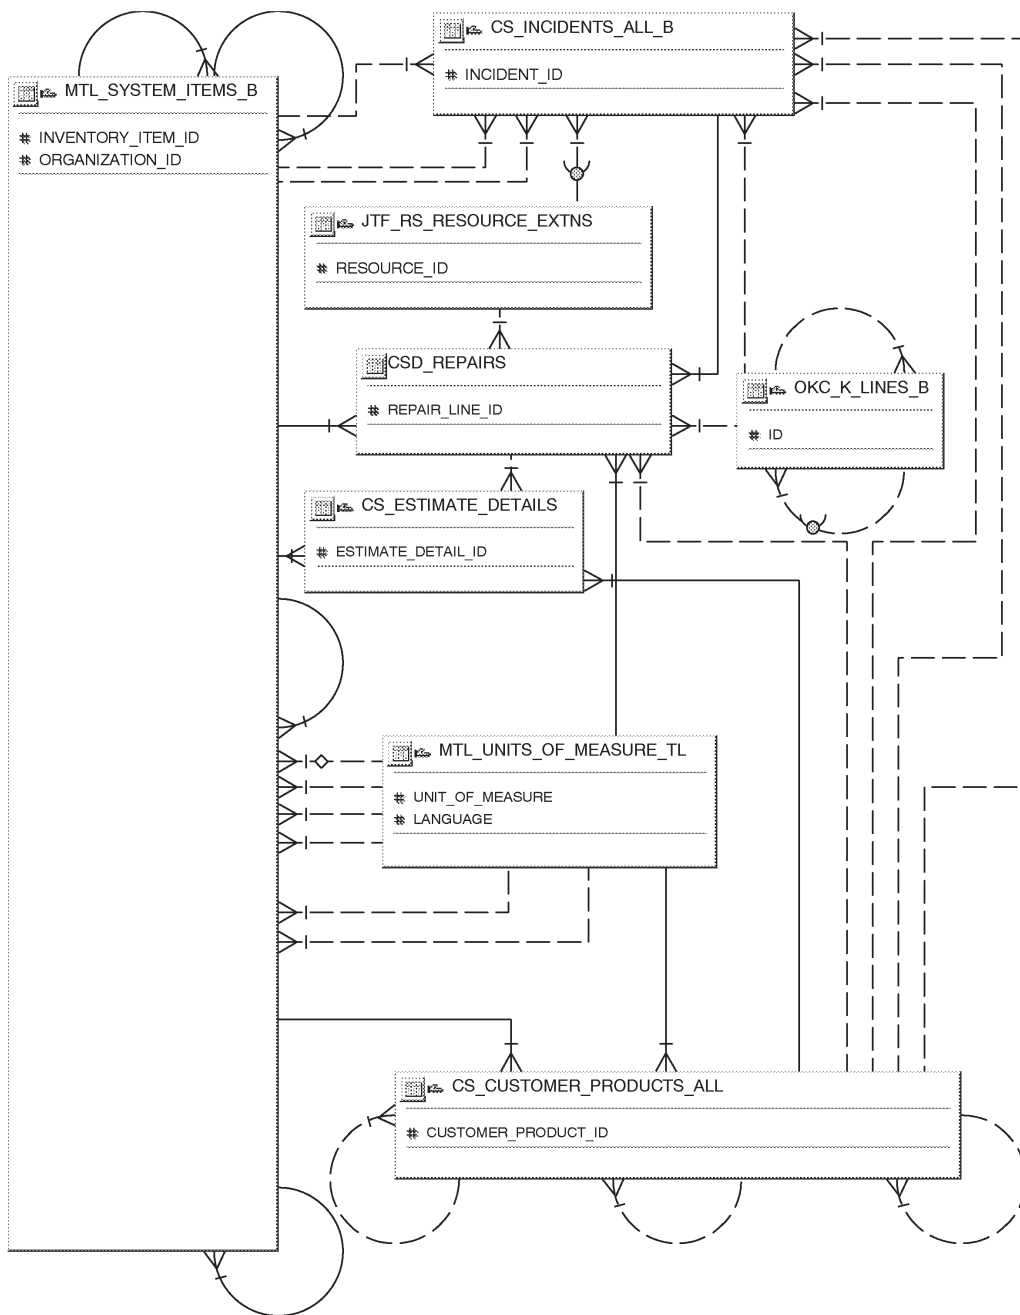 CS_INCIDENTS_ALL_B
# INCIDENT_ID
MTL_SYSTEM_ITEMS_B
# INVENTORY_ITEM_ID
# ORGANIZATION_ID
JTF_RS_RESOURCE_EXTNS
# RESOURCE_ID
CSD_REPAIRS
# REPAIR_LINE_ID
OKC_K_LINES_B
# ID
CS_ESTIMATE_DETAILS
# ESTIMATE_DETAIL_ID
MTL_UNITS_OF_MEASURE_TL
# UNIT_OF_MEASURE
# LANGUAGE
CS_CUSTOMER_PRODUCTS_ALL
# CUSTOMER_PRODUCT_ID